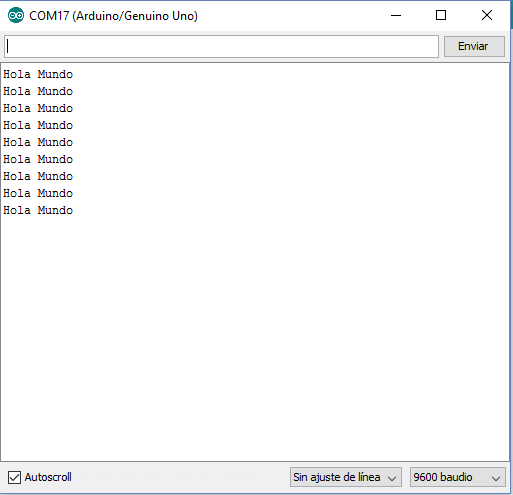 COM17 (Arduino/Genuino Uno)
Enviar
Hola Mundo
Hola Mundo
Hola Mundo
Hola Mundo
Hola Mundo
Hola Mundo
Hola Mundo
Hola Mundo
Hola Mundo
Autoscroll
Sin ajuste de línea
9600 baudio